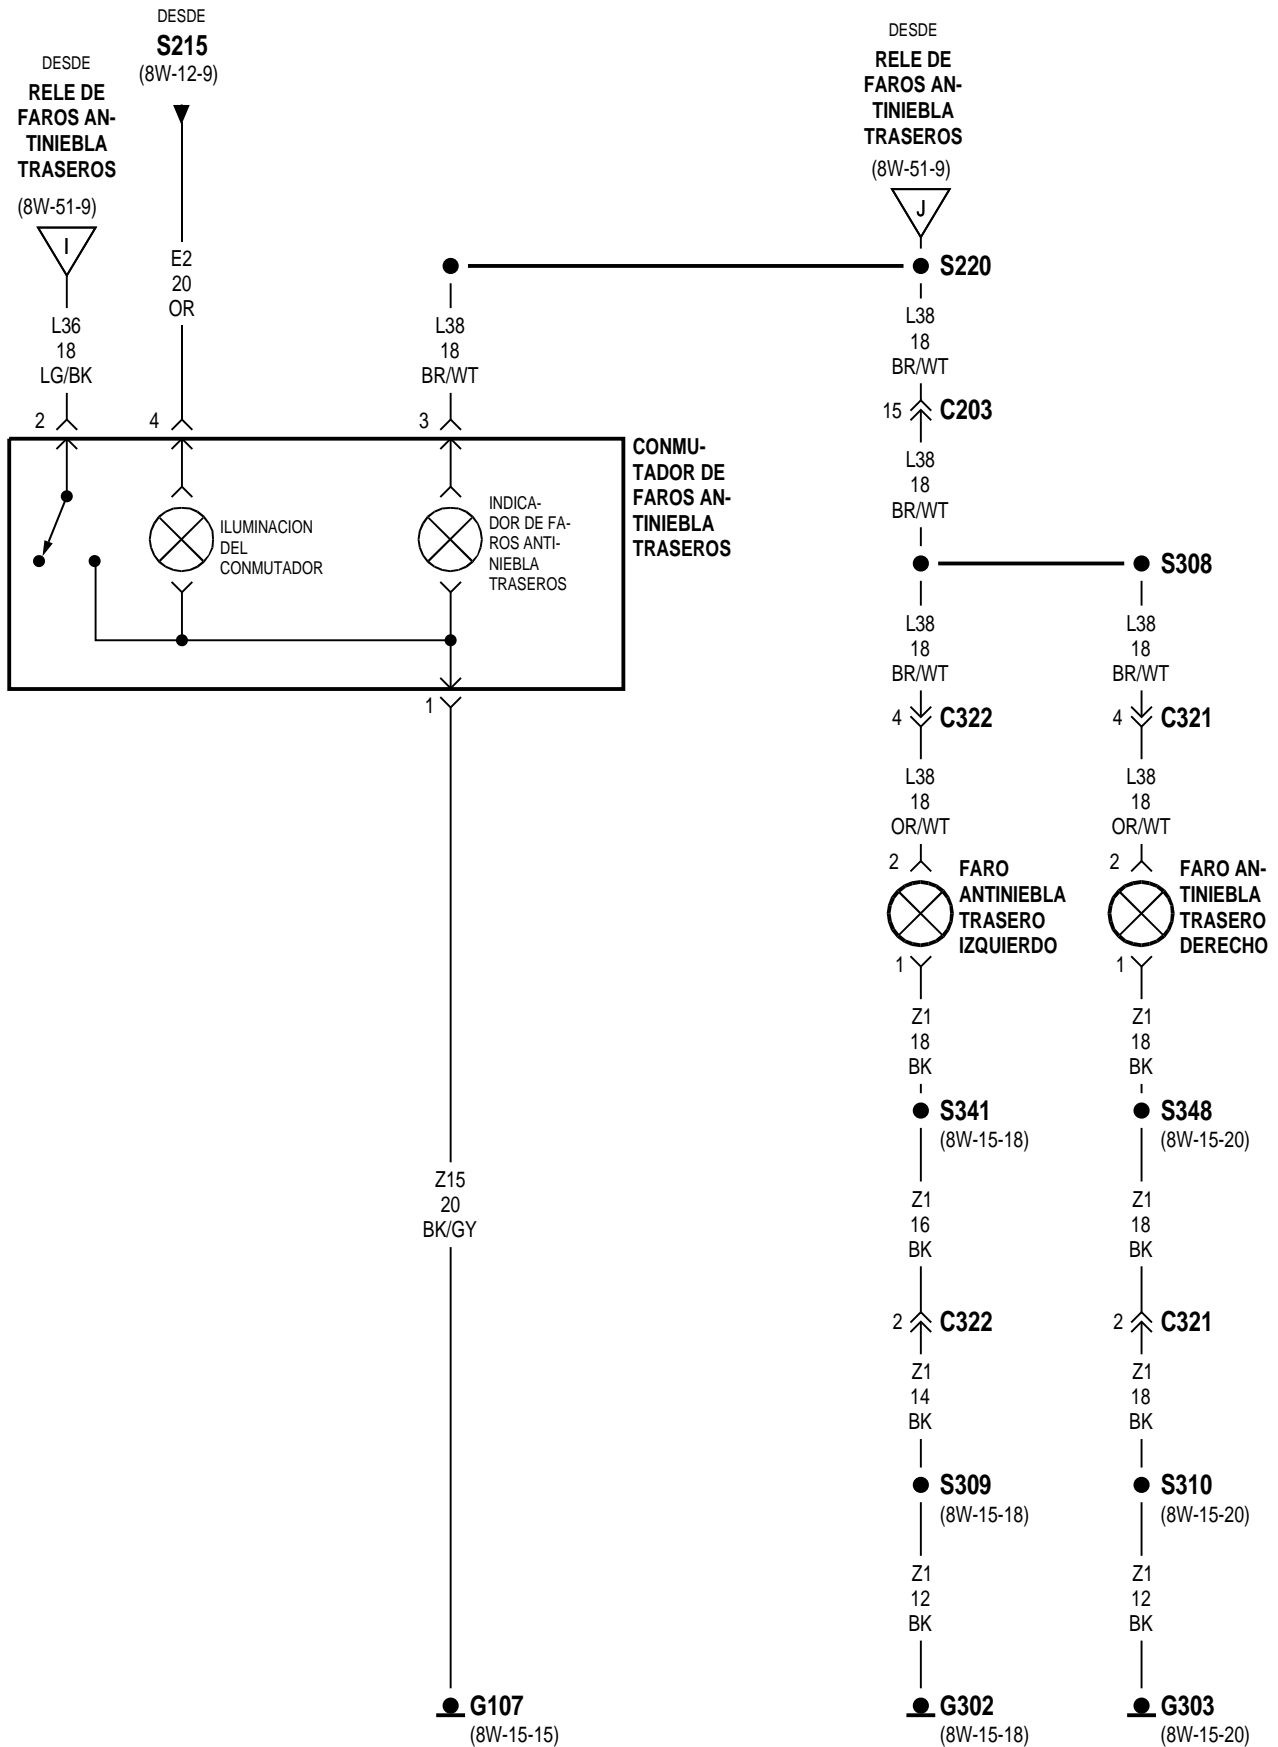 DESDE
S215
(8W-12-9)
DESDE
RELE DE
FAROS AN-
TINIEBLA
TRASEROS
(8W-51-9)
I
DESDE
RELE DE
FAROS AN-
TINIEBLA
TRASEROS
(8W-51-9)
J
S220
E2
20
OR
L36
18
LG/BK
L38
18
BR/WT
L38
18
BR/WT
2
4
3
15
C203
CONMU-
TADOR DE
FAROS AN-
TINIEBLA
TRASEROS
ILUMINACION
DEL
CONMUTADOR
INDICA-
DOR DE FA-
ROS ANTI-
NIEBLA
TRASEROS
1
L38
18
BR/WT
S308
L38
18
BR/WT
L38
18
BR/WT
4
C322
4
C321
L38
18
OR/WT
L38
18
OR/WT
2
FARO
ANTINIEBLA
TRASERO
IZQUIERDO
1
2
FARO AN-
TINIEBLA
TRASERO
DERECHO
1
Z1
18
BK
Z1
18
BK
S341
(8W-15-18)
S348
(8W-15-20)
Z15
20
BK/GY
Z1
16
BK
Z1
18
BK
2
C322
2
C321
Z1
14
BK
Z1
18
BK
S309
(8W-15-18)
S310
(8W-15-20)
Z1
12
BK
Z1
12
BK
G107
(8W-15-15)
G302
(8W-15-18)
G303
(8W-15-20)